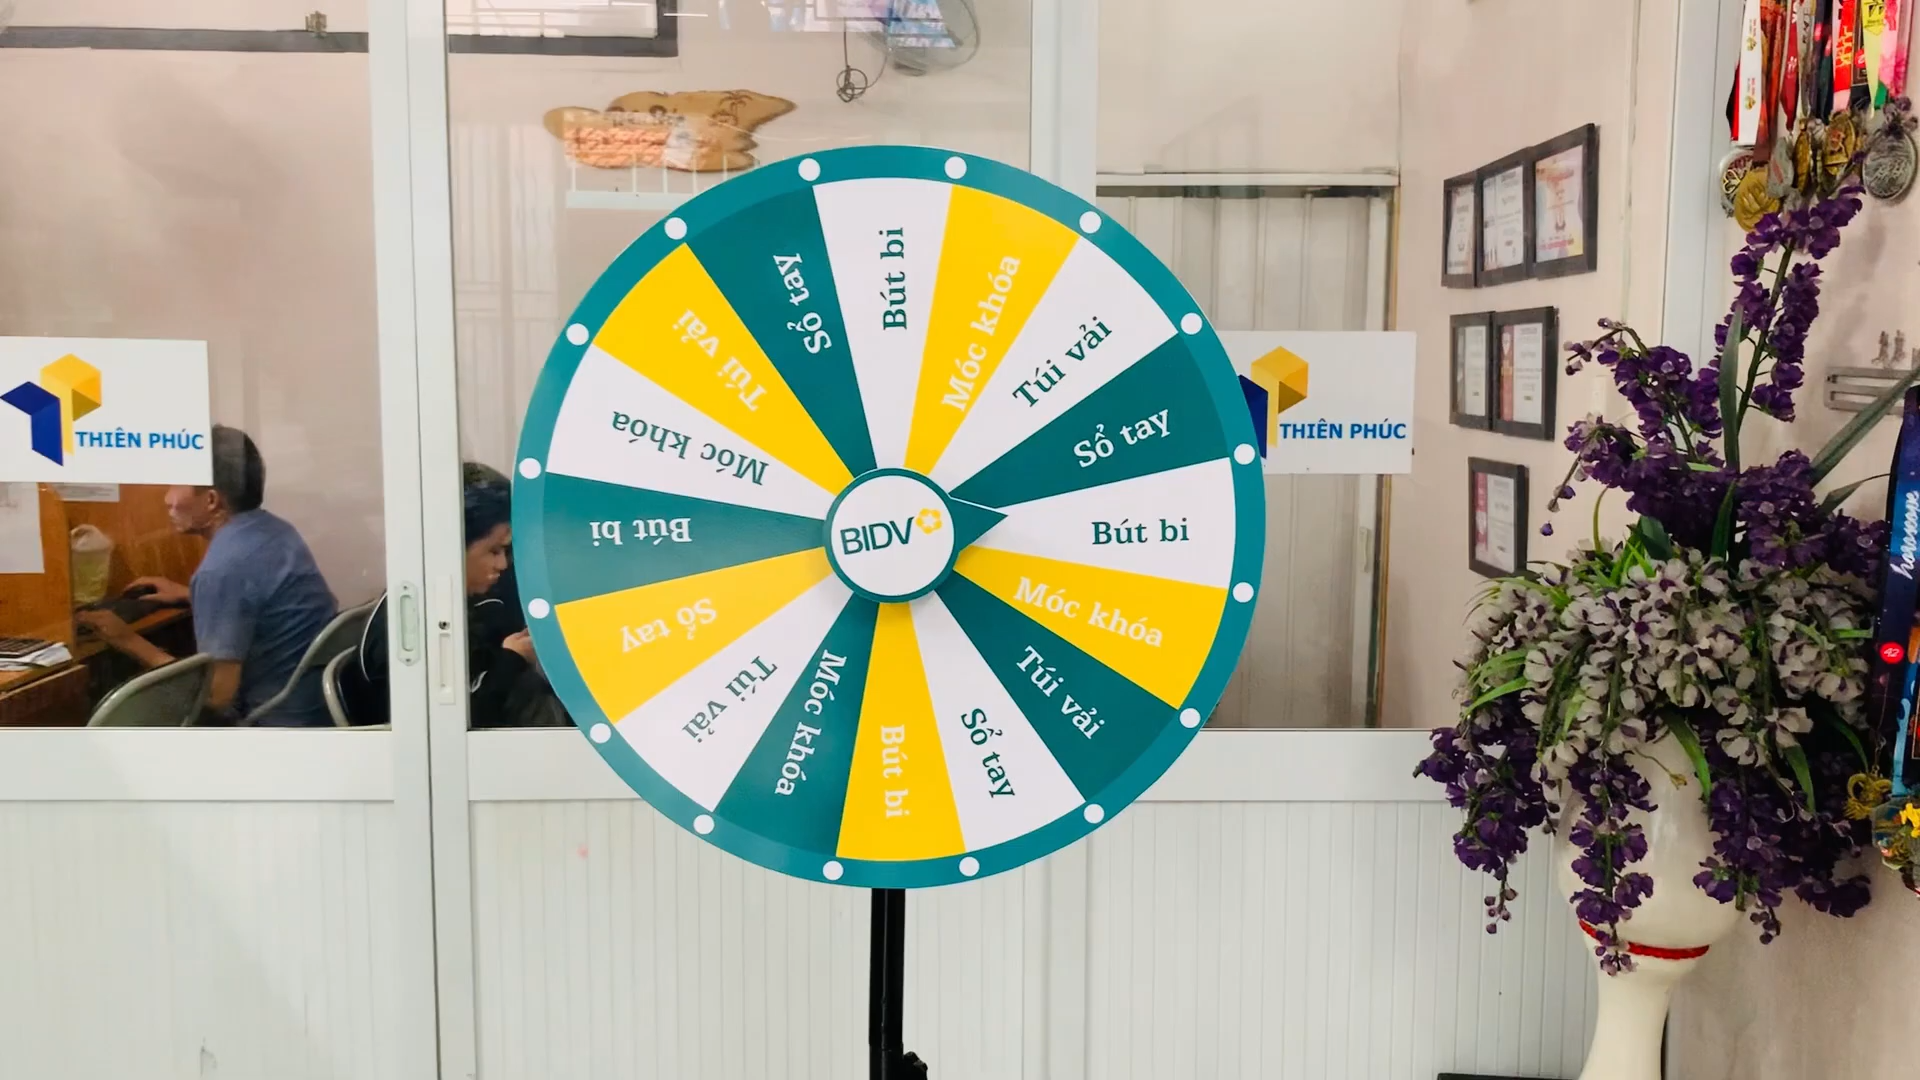 Bút bi
Móc khóa
Túi vải
Sổ tay
Bút bi
Móc khóa
Túi vải
Sổ tay
Bút bi
Móc khóa
Túi vải
Sổ tay
Bút bi
Móc khóa
Túi vải
Sổ tay
BIDV
THIÊN PHÚC
THIÊN PHÚC